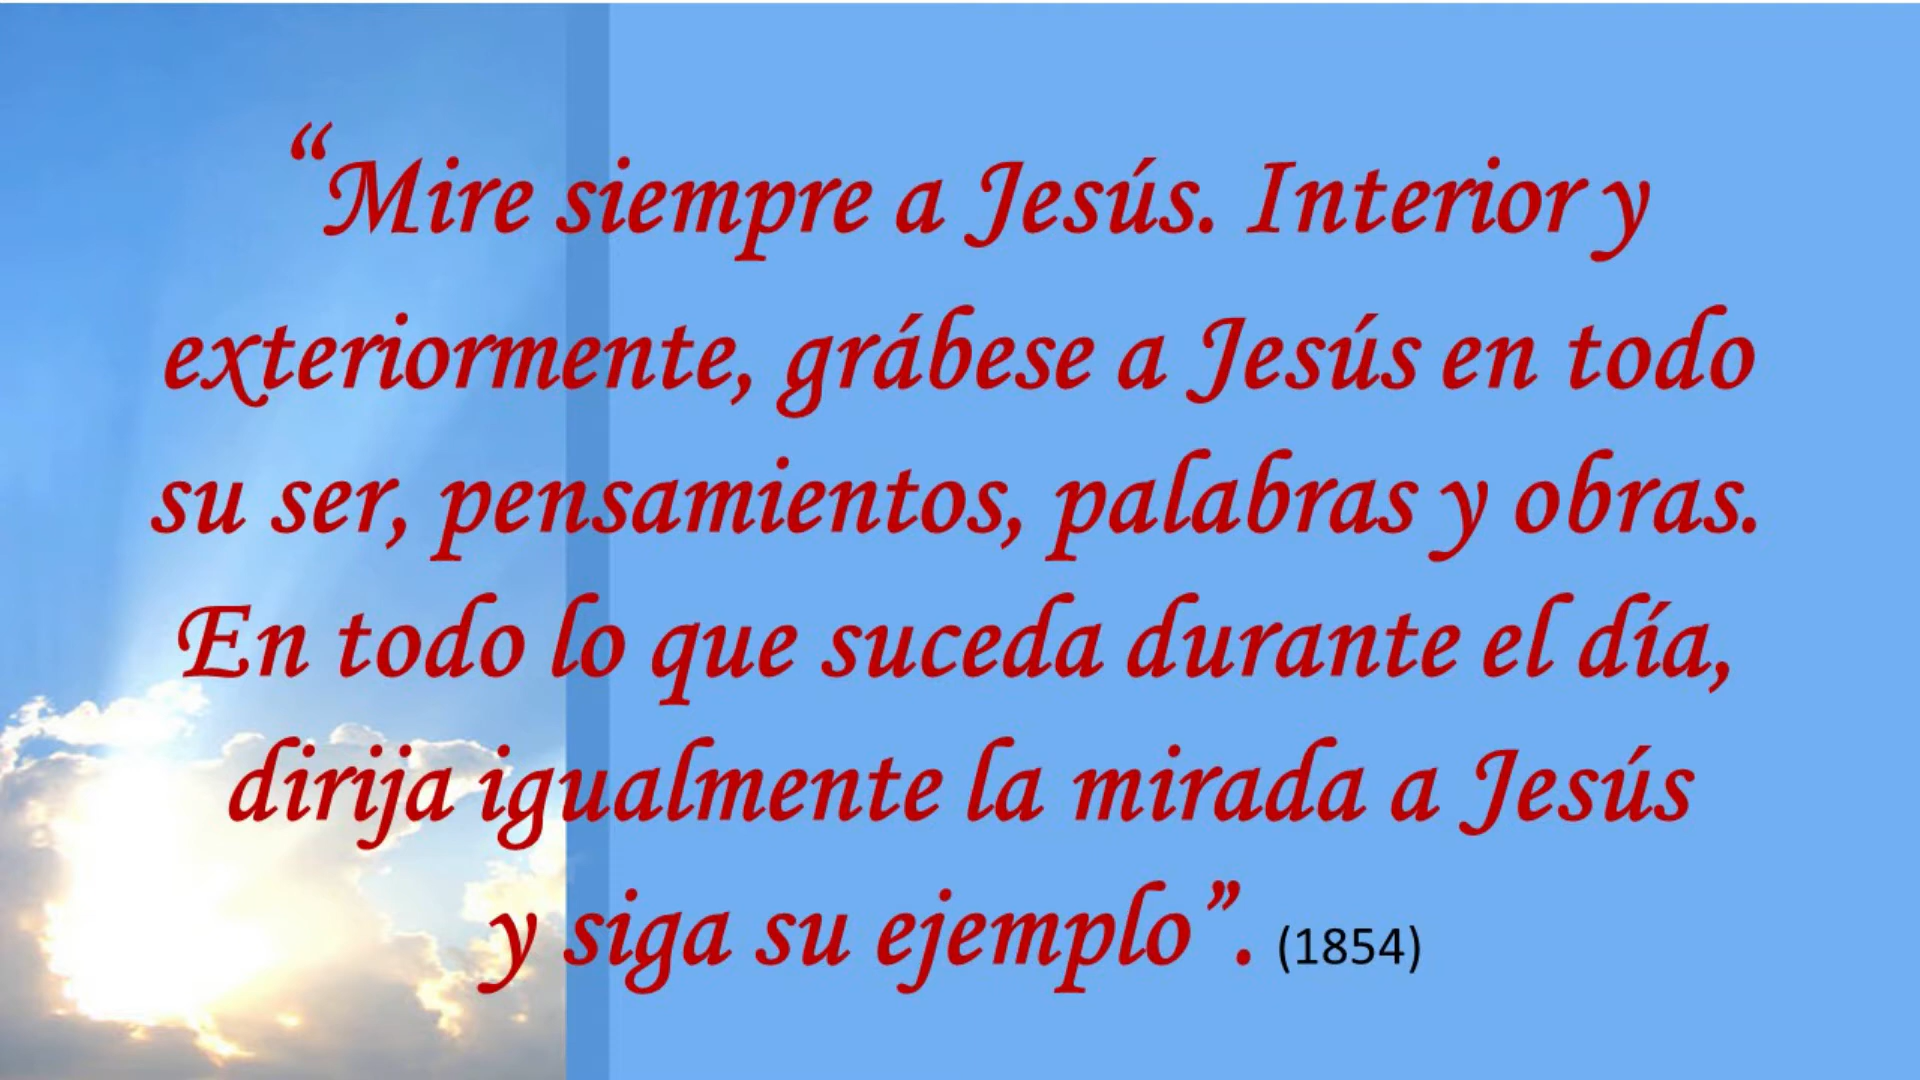 “Mire siempre a Jesús. Interior y
exteriormente, grábese a Jesús en todo
su ser, pensamientos, palabras y obras.
En todo lo que suceda durante el día,
dirija igualmente la mirada a Jesús
y siga su ejemplo”. (1854)